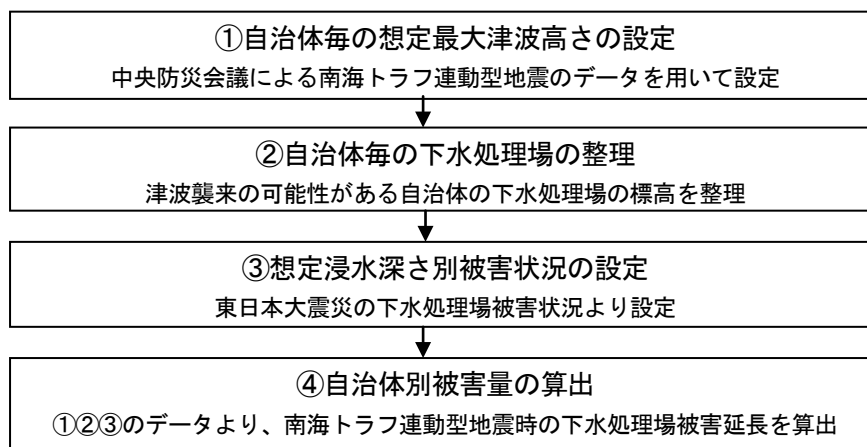 ①自治体毎の想定最大津波高さの設定
中央防災会議による南海トラフ連動型地震のデータを用いて設定
②自治体毎の下水処理場の整理
津波襲来の可能性がある自治体の下水処理場の標高を整理
③想定浸水深さ別被害状況の設定
東日本大震災の下水処理場被害状況より設定
④自治体別被害量の算出
①②③のデータより、南海トラフ連動型地震時の下水処理場被害延長を算出